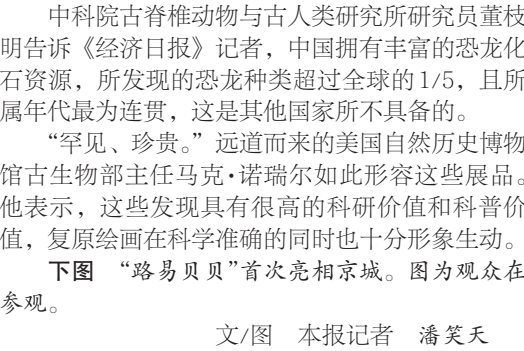 中科院古脊椎动物与古人类研究所研究员董枝
明告诉《经济日报》记者，中国拥有丰富的恐龙化
石资源，所发现的恐龙种类超过全球的1/5，且所
属年代最为连贯，这是其他国家所不具备的。
“罕见、珍贵。”远道而来的美国自然历史博物
馆古生物部主任马克·诺瑞尔如此形容这些展品。
他表示，这些发现具有很高的科研价值和科普价
值，复原绘画在科学准确的同时也十分形象生动。
下图 “路易贝贝”首次亮相京城。图为观众在
参观。
文/图 本报记者 潘笑天